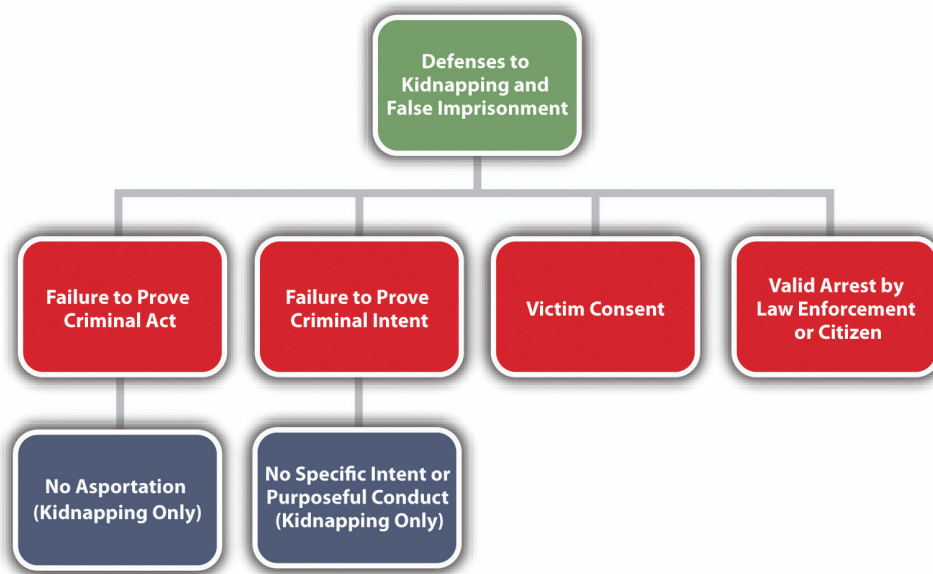 Defenses to
Kidnapping and
False Imprisonment
Failure to Prove
Criminal Act
Failure to Prove
Criminal Intent
Victim Consent
Valid Arrest by
Law Enforcement
or Citizen
No Asportation
(Kidnapping Only)
No Specific Intent or
Purposeful Conduct
(Kidnapping Only)